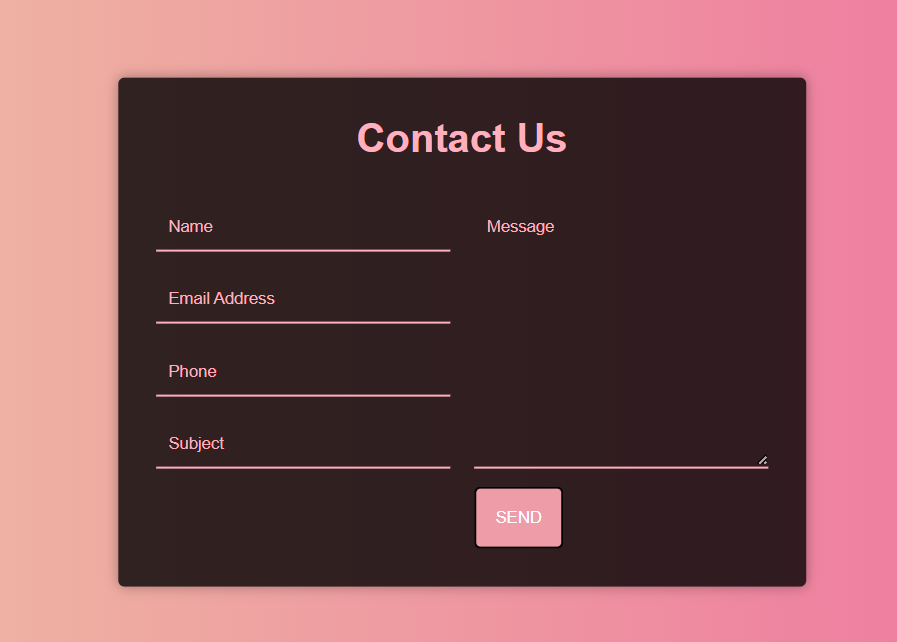 Contact Us
Name
Email Address
Phone
Subject
Message
SEND